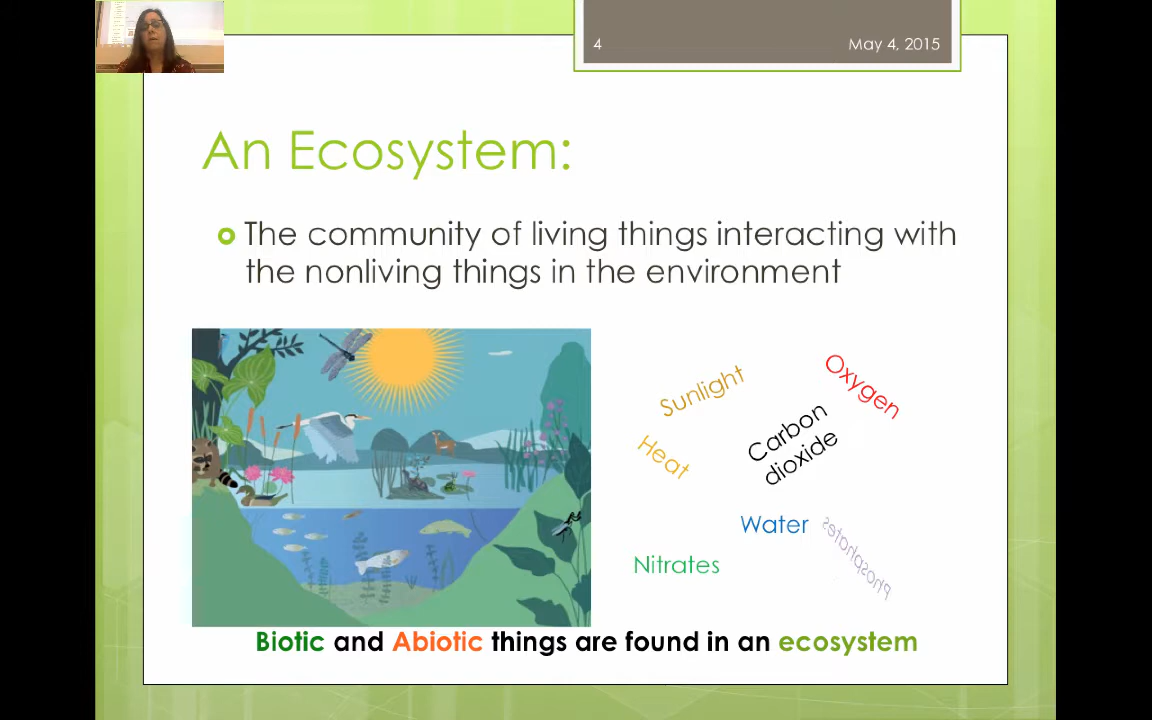 4
May 4, 2015
An Ecosystem:
The community of living things interacting with
the nonliving things in the environment
Sunlight
Oxygen
Heat
Carbon
dioxide
Water
Phosphates
Nitrates
Biotic and Abiotic things are found in an ecosystem